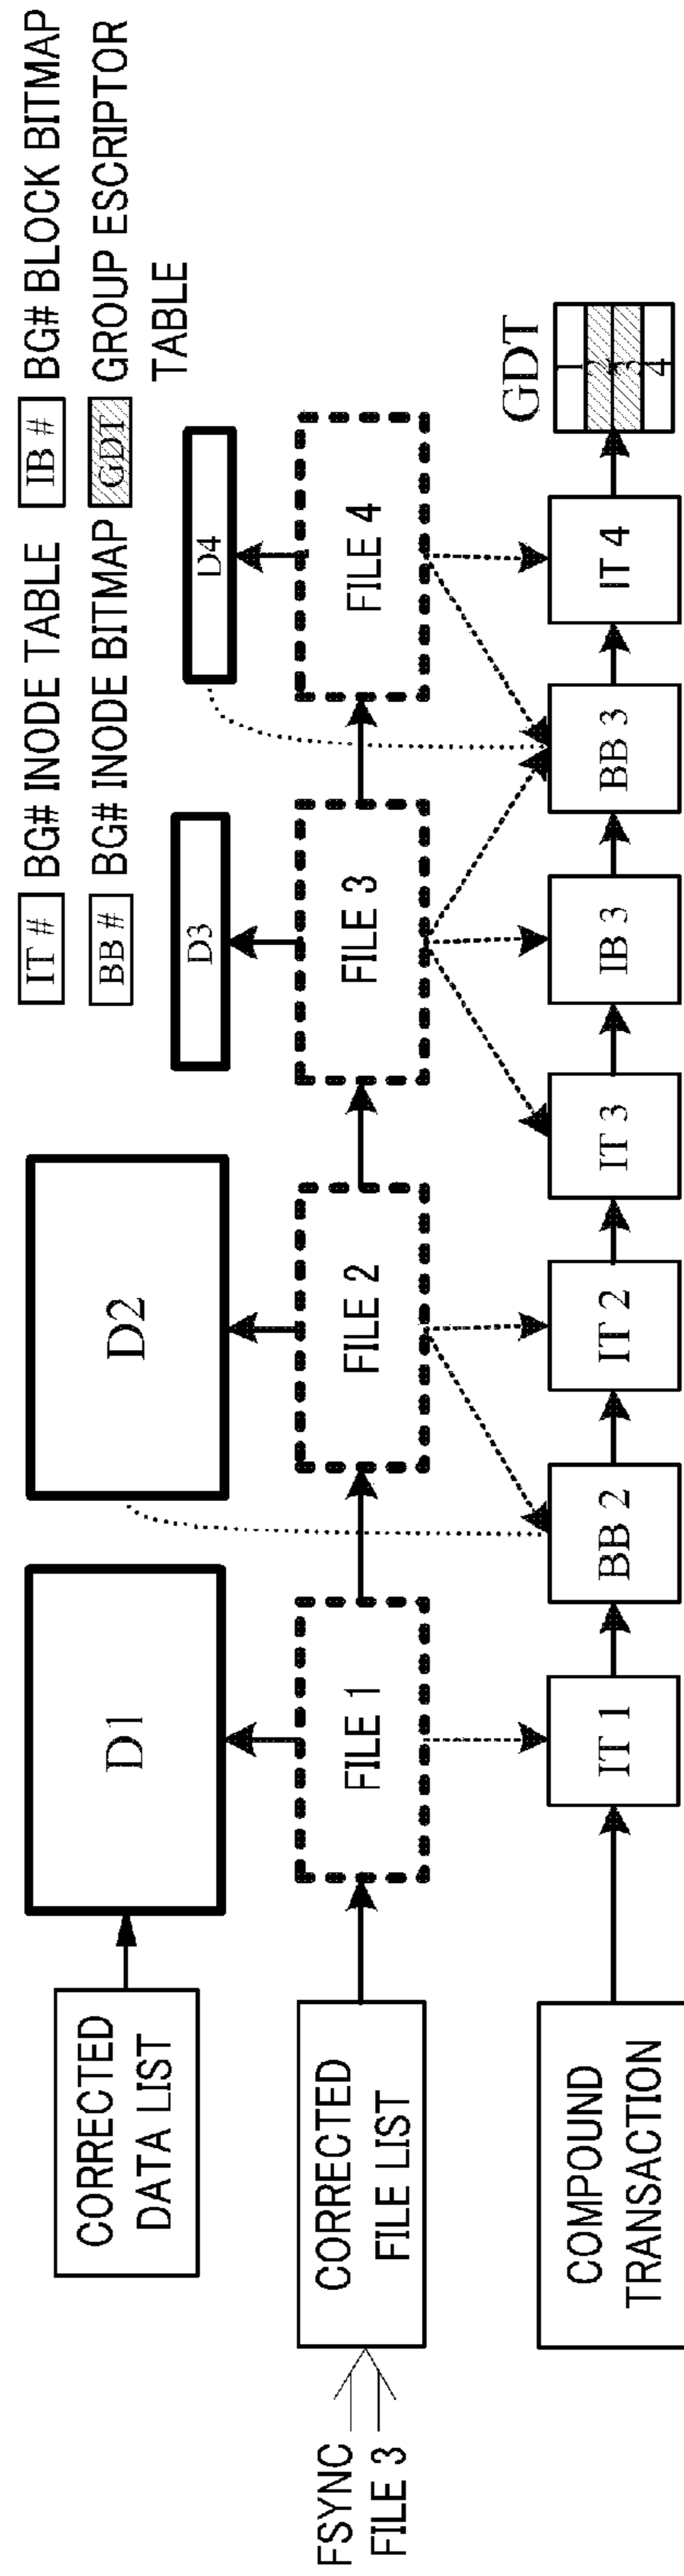 IT # BG# INODE TABLE
IB # BG# BLOCK BITMAP
BB # BG# INODE BITMAP
GDT GROUP ESCRIPTOR
TABLE
CORRECTED
DATA LIST
D1
D2
D3
D4
FSYNC
FILE 3
CORRECTED
FILE LIST
FILE 1
FILE 2
FILE 3
FILE 4
COMPOUND
TRANSACTION
IT 1
BB 2
IT 2
IT 3
IB 3
BB 3
IT 4
GDT
1
2
3
4